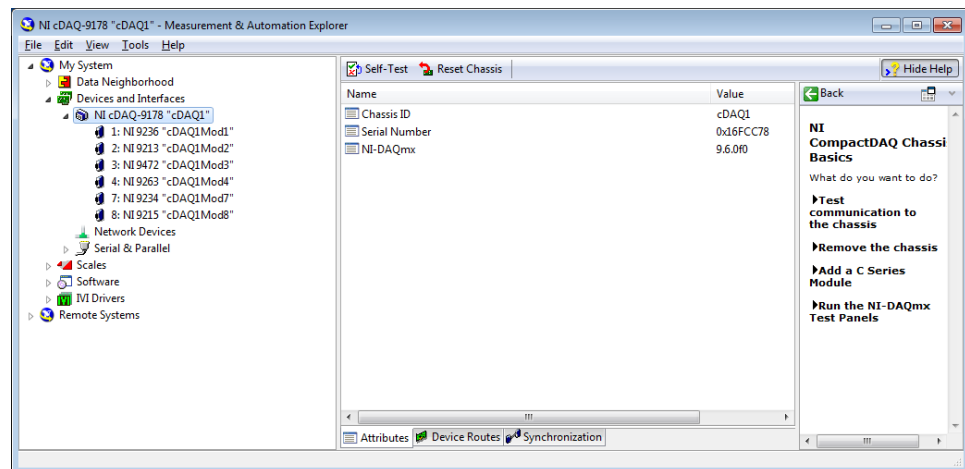 NI cDAQ-9178 "cDAQ1" - Measurement & Automation Explorer
File Edit View Tools Help
My System
Data Neighborhood
Devices and Interfaces
NI cDAQ-9178 "cDAQ1"
1: NI 9236 "cDAQ1Mod1"
2: NI 9213 "cDAQ1Mod2"
3: NI 9472 "cDAQ1Mod3"
4: NI 9263 "cDAQ1Mod4"
7: NI 9234 "cDAQ1Mod7"
8: NI 9215 "cDAQ1Mod8"
Network Devices
Serial & Parallel
Scales
Software
IVI Drivers
Remote Systems
Self-Test Reset Chassis
Hide Help
Name Value
Chassis ID cDAQ1
Serial Number 0x16FCC78
NI-DAQmx 9.6.0f0
Attributes Device Routes Synchronization
Back
NI
CompactDAQ Chassi
Basics
What do you want to do?
Test
communication to
the chassis
Remove the chassis
Add a C Series
Module
Run the NI-DAQmx
Test Panels